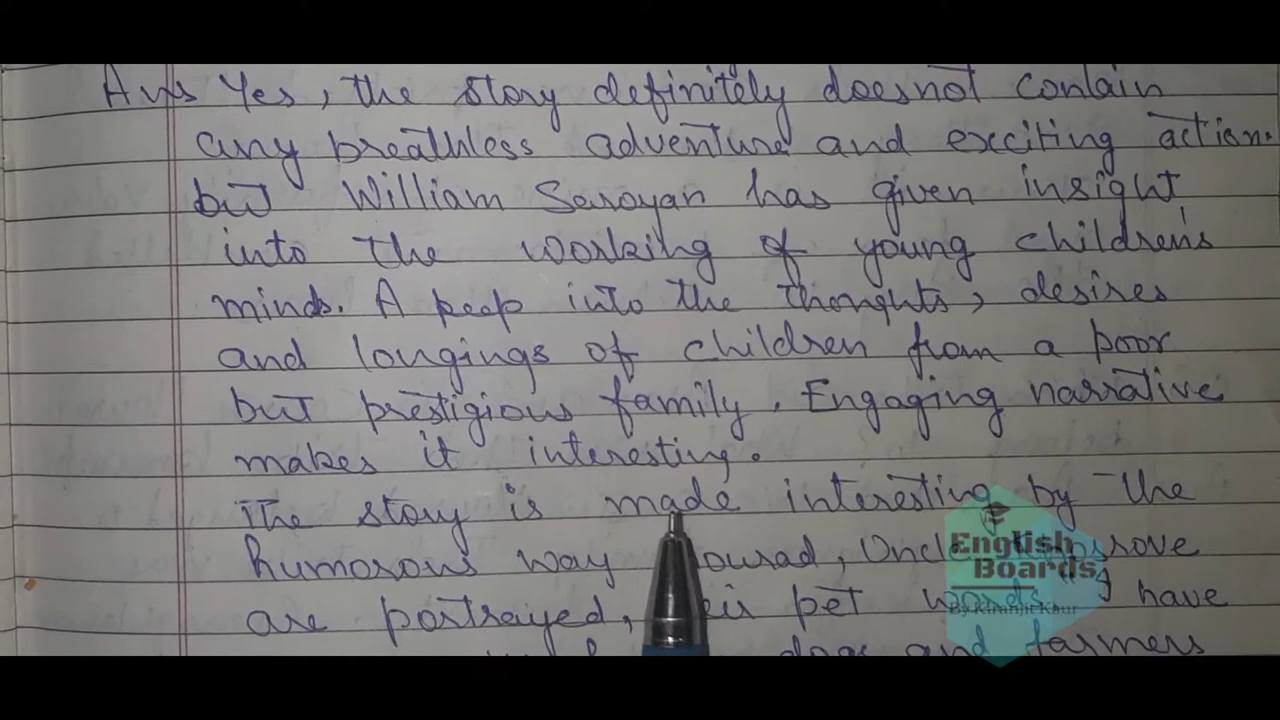 Ans Yes, the story definitely doesnot contain
any breathless adventure and exciting action.
but William Saroyan has given insight
into the working of young children's
minds. A peep into the thoughts, desires
and longings of children from a poor
but prestigious family. Engaging narrative
makes it interesting.
The story is made interesting by the
humorous way Mourad, Uncle
are portrayed, pet words have
dogs and farmers
English
Boards
By Kiranjit Kaur